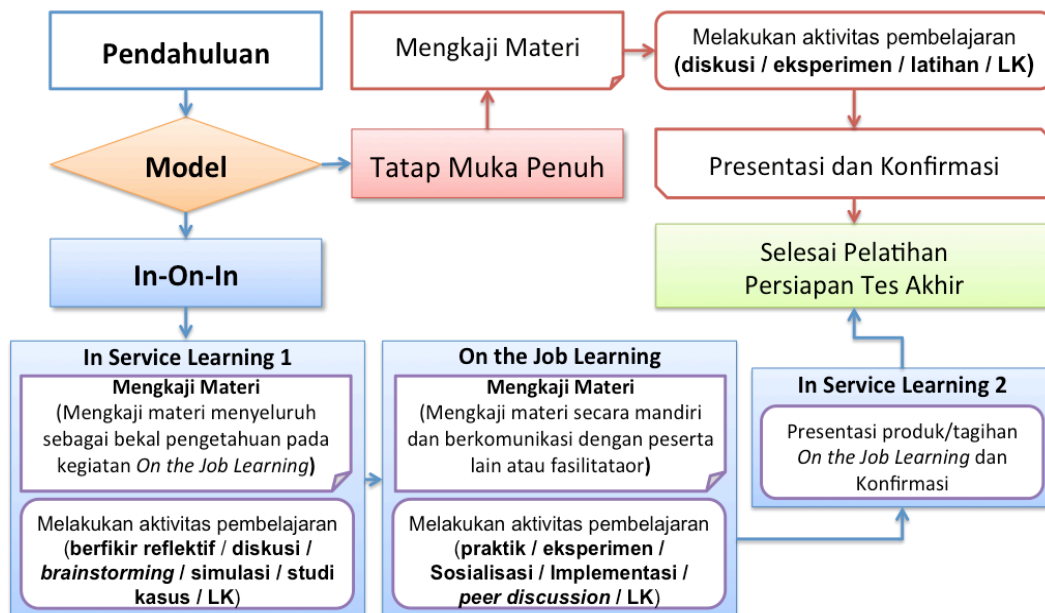 Pendahuluan
Model
Tatap Muka Penuh
Mengkaji Materi
Melakukan aktivitas pembelajaran
(diskusi / eksperimen / latihan / LK)
Presentasi dan Konfirmasi
Selesai Pelatihan
Persiapan Tes Akhir
In-On-In
In Service Learning 1
Mengkaji Materi
(Mengkaji materi menyeluruh
sebagai bekal pengetahuan pada
kegiatan On the Job Learning)
Melakukan aktivitas pembelajaran
(berfikir reflektif / diskusi /
brainstorming / simulasi / studi
kasus / LK)
On the Job Learning
Mengkaji Materi
(Mengkaji materi secara mandiri
dan berkomunikasi dengan peserta
lain atau fasilitataor)
Melakukan aktivitas pembelajaran
(praktik / eksperimen /
Sosialisasi / Implementasi /
peer discussion / LK)
In Service Learning 2
Presentasi produk/tagihan
On the Job Learning dan
Konfirmasi